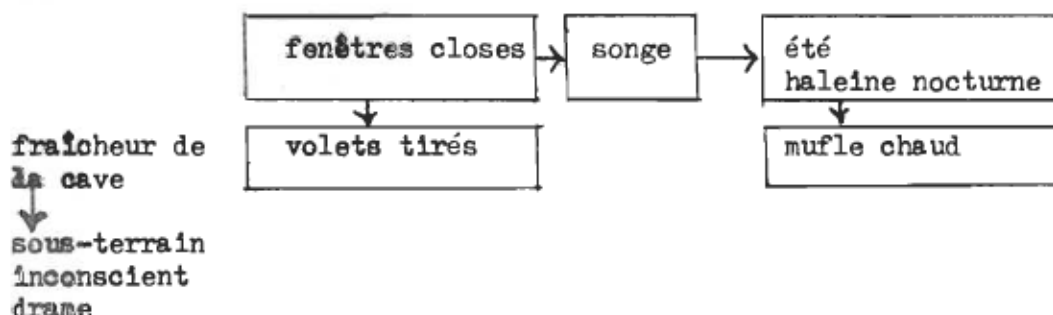 fenêtres closes
songe
été
haleine nocturne
volets tirés
mufle chaud
fraîcheur de
la cave
sous-terrain
inconscient
drame